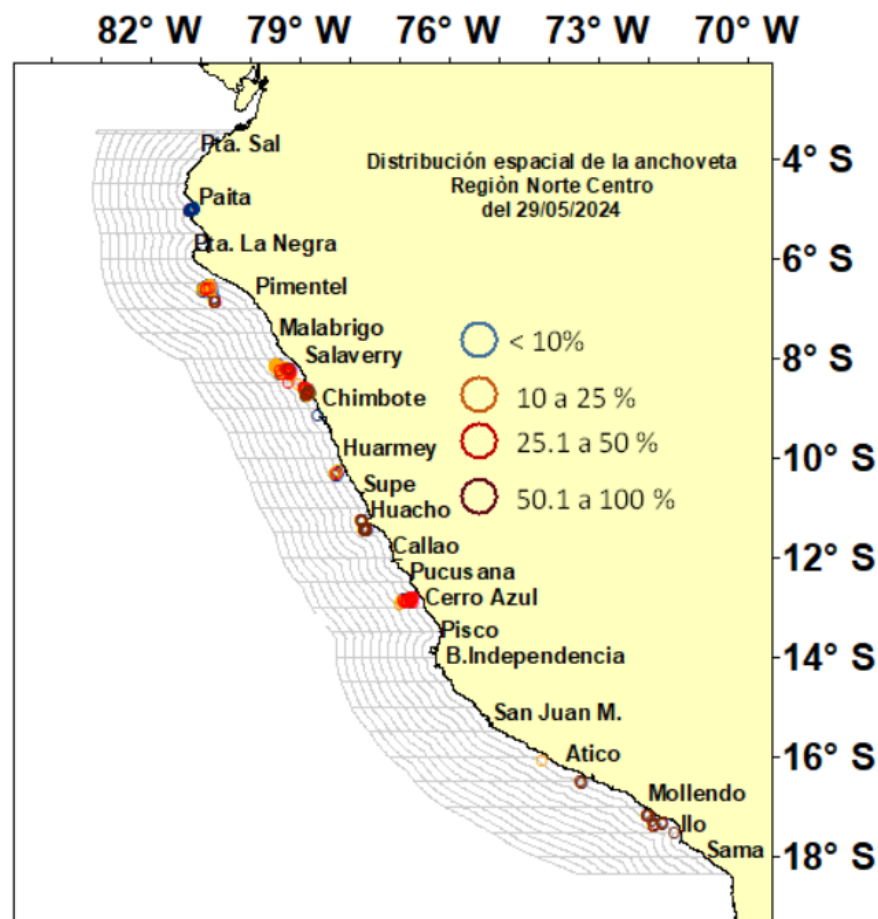 82° W 79° W 76° W 73° W 70° W
Pta. Sal
Distribución espacial de la anchoveta
Regiòn Norte Centro
del 29/05/2024
4° S
Paita
Pta. La Negra
6° S
Pimentel
Malabrigo
Salaverry
< 10%
8° S
Chimbote
10 a 25 %
Huarmey
25.1 a 50 %
10° S
Supe
50.1 a 100 %
Huacho
Callao
12° S
Pucusana
Cerro Azul
Pisco
B.Independencia
14° S
San Juan M.
Atico
16° S
Mollendo
Ilo
Sama
18° S